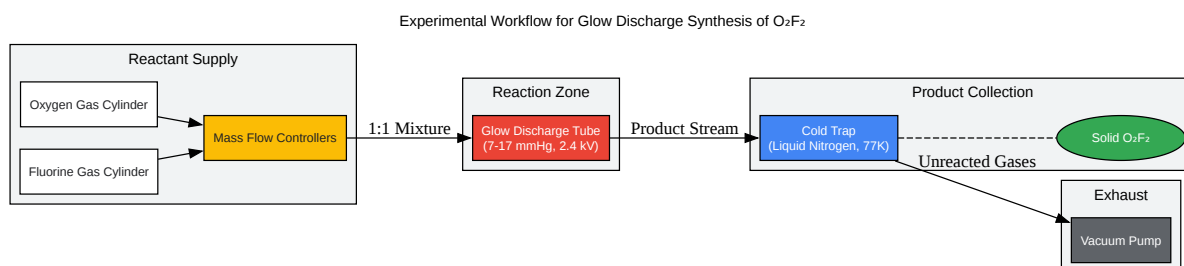 Experimental Workflow for Glow Discharge Synthesis of O₂F₂
Reactant Supply
Oxygen Gas Cylinder
Fluorine Gas Cylinder
Mass Flow Controllers
1:1 Mixture
Reaction Zone
Glow Discharge Tube
(7-17 mmHg, 2.4 kV)
Product Stream
Product Collection
Cold Trap
(Liquid Nitrogen, 77K)
Solid O₂F₂
Unreacted Gases
Exhaust
Vacuum Pump